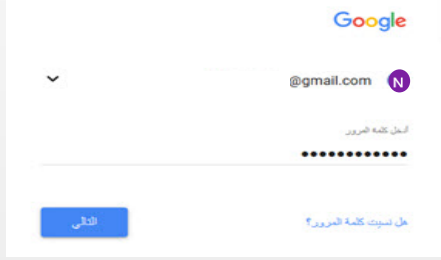 Google
@gmail.com
N
أدخل كلمة المرور
••••••••••••
هل نسيت كلمة المرور؟
التالي